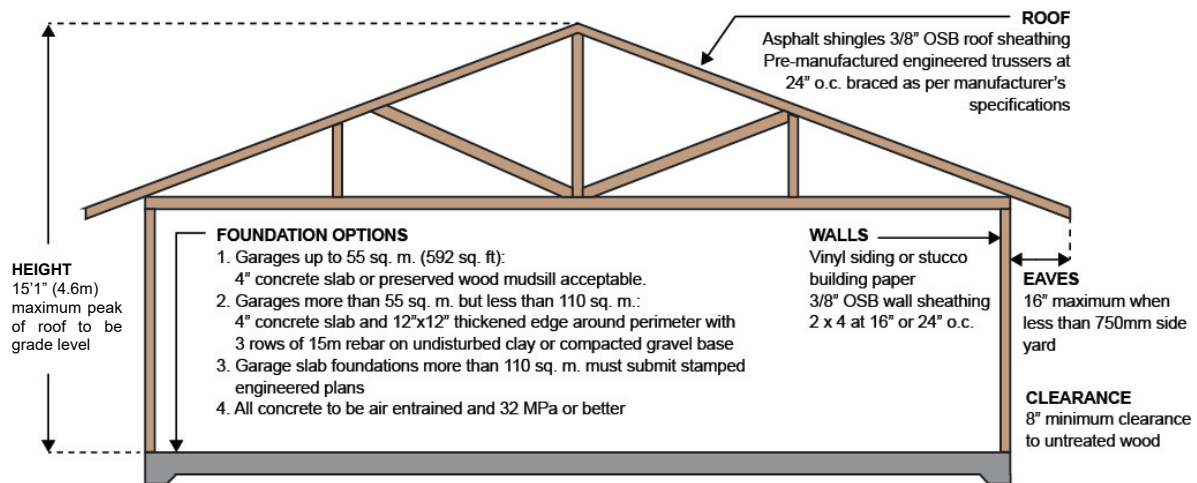 ROOF
Asphalt shingles 3/8” OSB roof sheathing
Pre-manufactured engineered trussers at
24” o.c. braced as per manufacturer’s
specifications
HEIGHT
15’1” (4.6m)
maximum peak
of roof to be
grade level
FOUNDATION OPTIONS
1. Garages up to 55 sq. m. (592 sq. ft):
4” concrete slab or preserved wood mudsill acceptable.
2. Garages more than 55 sq. m. but less than 110 sq. m.:
4” concrete slab and 12”x12” thickened edge around perimeter with
3 rows of 15m rebar on undisturbed clay or compacted gravel base
3. Garage slab foundations more than 110 sq. m. must submit stamped
engineered plans
4. All concrete to be air entrained and 32 MPa or better
WALLS
Vinyl siding or stucco
building paper
3/8” OSB wall sheathing
2 x 4 at 16” or 24” o.c.
EAVES
16” maximum when
less than 750mm side
yard
CLEARANCE
8” minimum clearance
to untreated wood